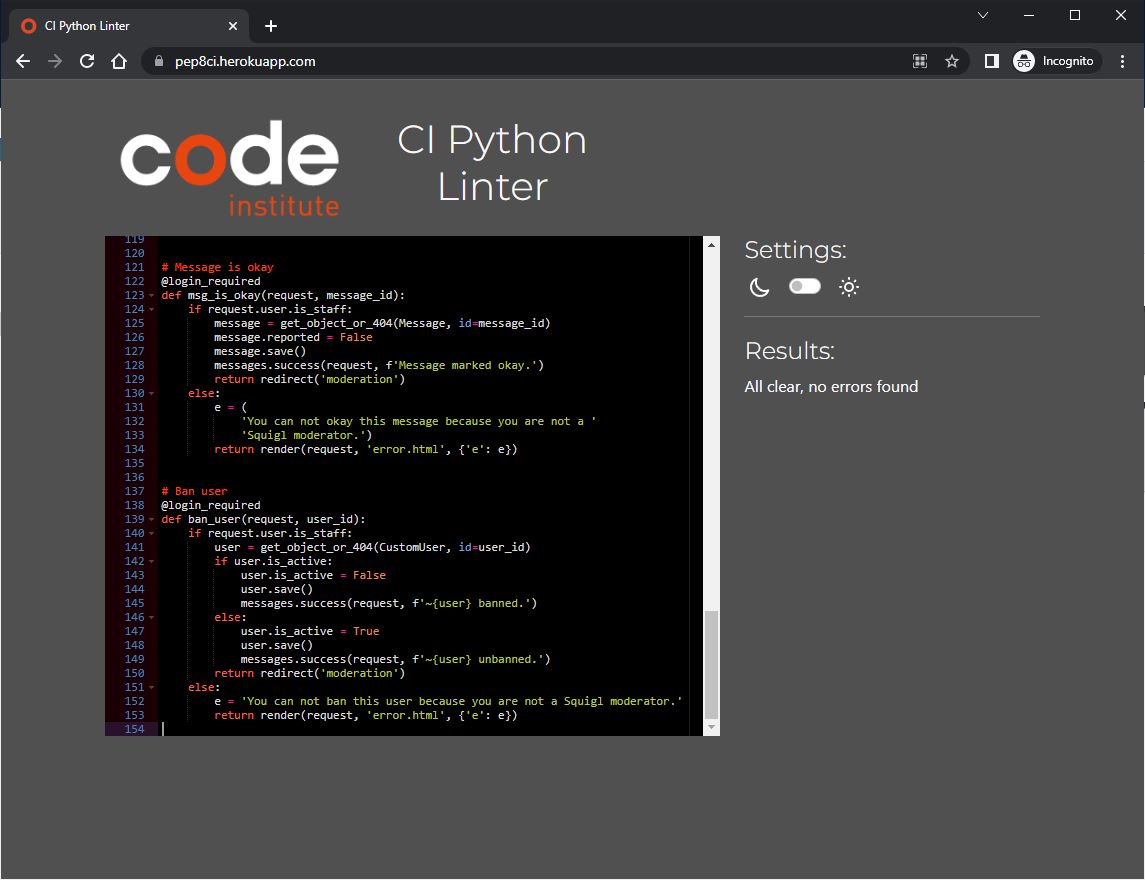 CI Python Linter
pep8ci.herokuapp.com
Incognito
code
institute
CI Python
Linter
119
120
121 # Message is okay
122 @login_required
123 def msg_is_okay(request, message_id):
124     if request.user.is_staff:
125         message = get_object_or_404(Message, id=message_id)
126         message.reported = False
127         message.save()
128         messages.success(request, f'Message marked okay.')
129         return redirect('moderation')
130     else:
131         e = (
132             'You can not okay this message because you are not a '
133             'Squigl moderator.')
134         return render(request, 'error.html', {'e': e})
135
136
137 # Ban user
138 @login_required
139 def ban_user(request, user_id):
140     if request.user.is_staff:
141         user = get_object_or_404(CustomUser, id=user_id)
142         if user.is_active:
143             user.is_active = False
144             user.save()
145             messages.success(request, f'~{user} banned.')
146         else:
147             user.is_active = True
148             user.save()
149             messages.success(request, f'~{user} unbanned.')
150         return redirect('moderation')
151     else:
152         e = 'You can not ban this user because you are not a Squigl moderator.'
153         return render(request, 'error.html', {'e': e})
154
Settings:
Results:
All clear, no errors found